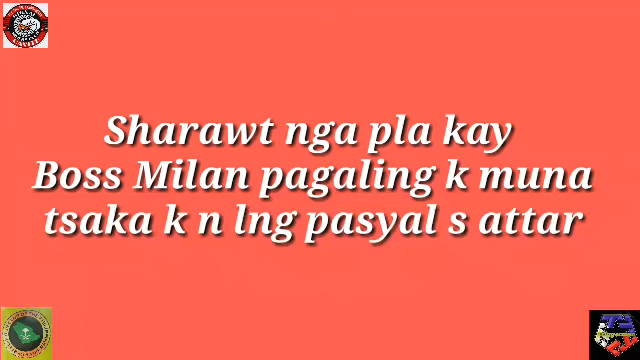 Sharawt nga pla kay
Boss Milan pagaling k muna
tsaka k n lng pasyal s attar